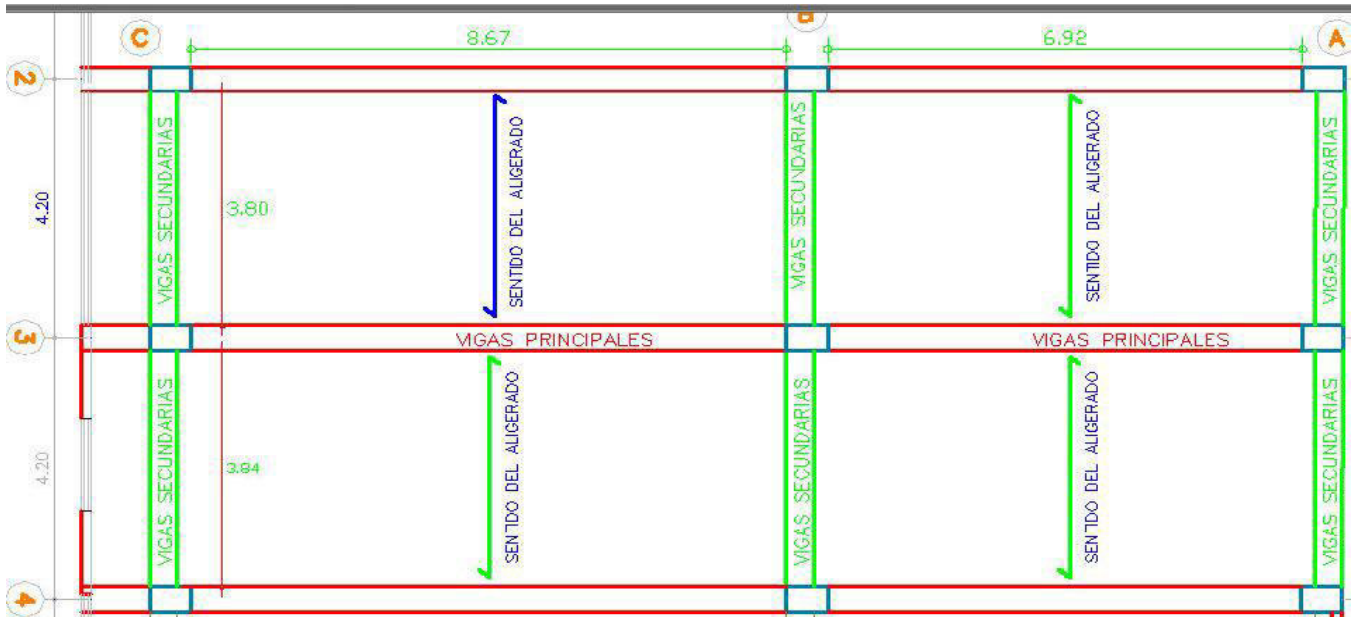 C
8.67
B
6.92
A
2
VIGAS SECUNDARIAS
SENTIDO DEL ALIGERADO
VIGAS SECUNDARIAS
SENTIDO DEL ALIGERADO
VIGAS SECUNDARIAS
4.20
3.80
3
VIGAS PRINCIPALES
VIGAS PRINCIPALES
VIGAS SECUNDARIAS
SENTIDO DEL ALIGERADO
VIGAS SECUNDARIAS
SENTIDO DEL ALIGERADO
VIGAS SECUNDARIAS
4.20
3.84
4